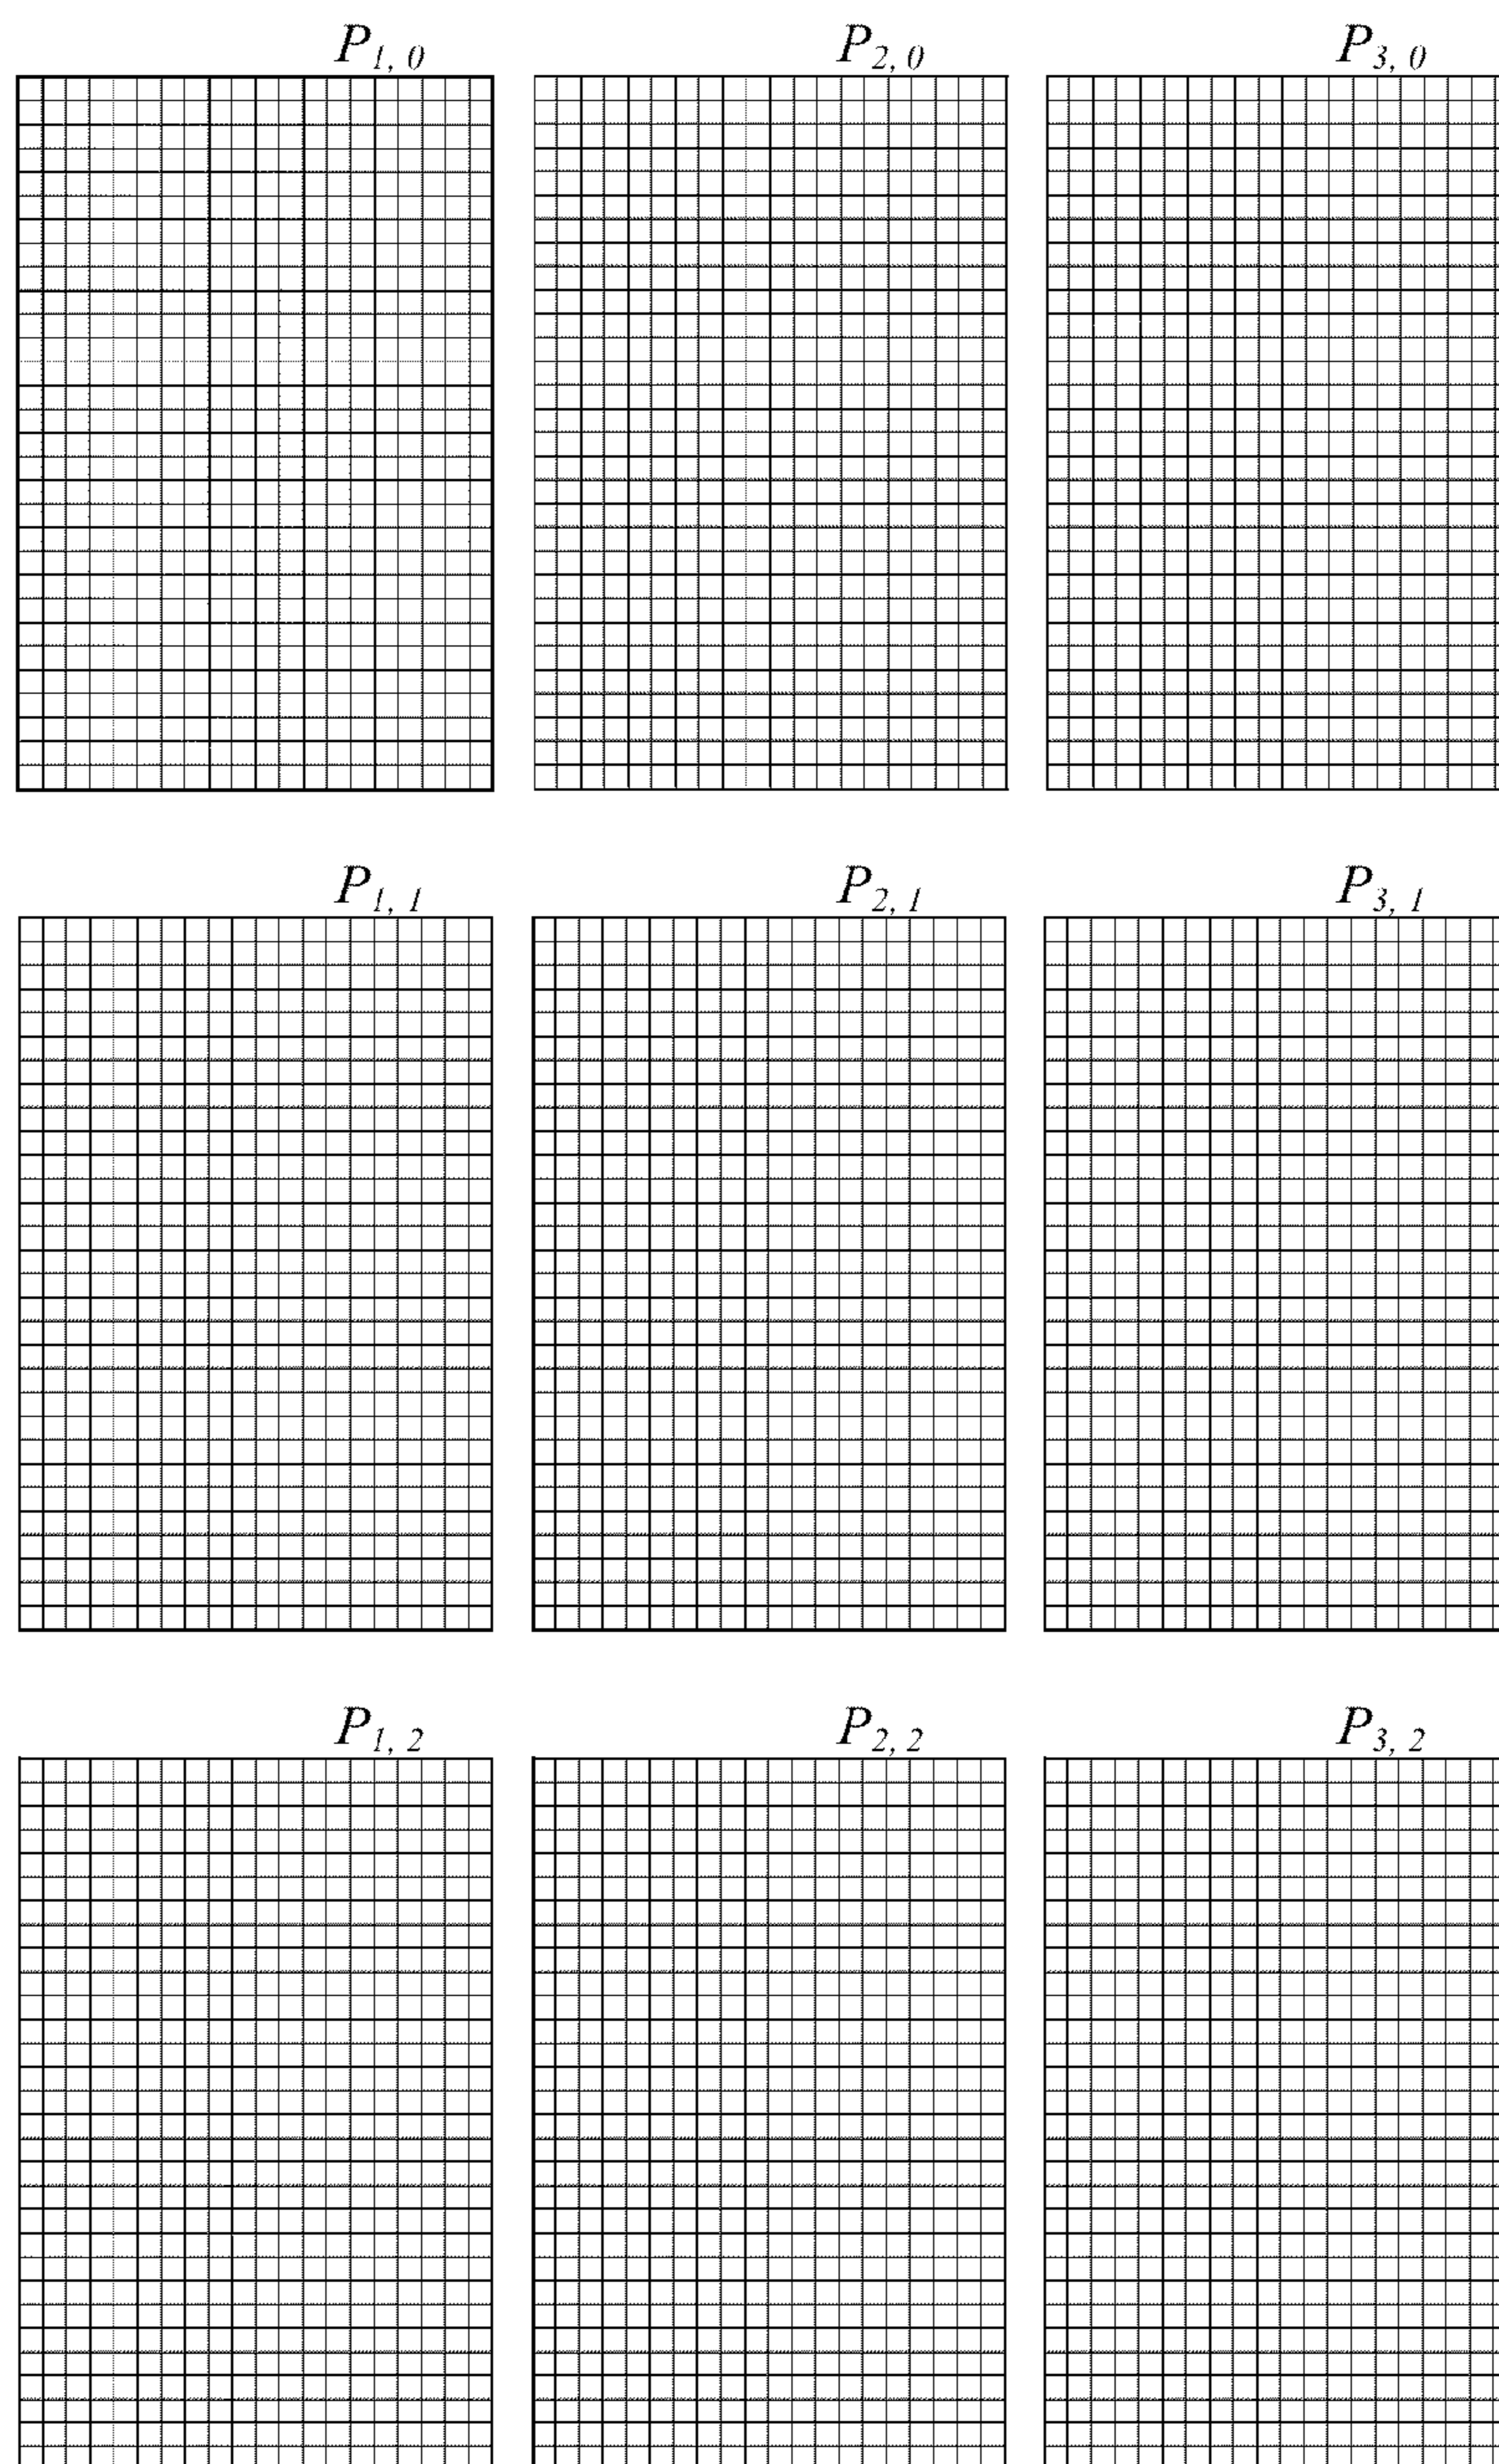 P1, 0 P2, 0 P3, 0
P1, 1 P2, 1 P3, 1
P1, 2 P2, 2 P3, 2